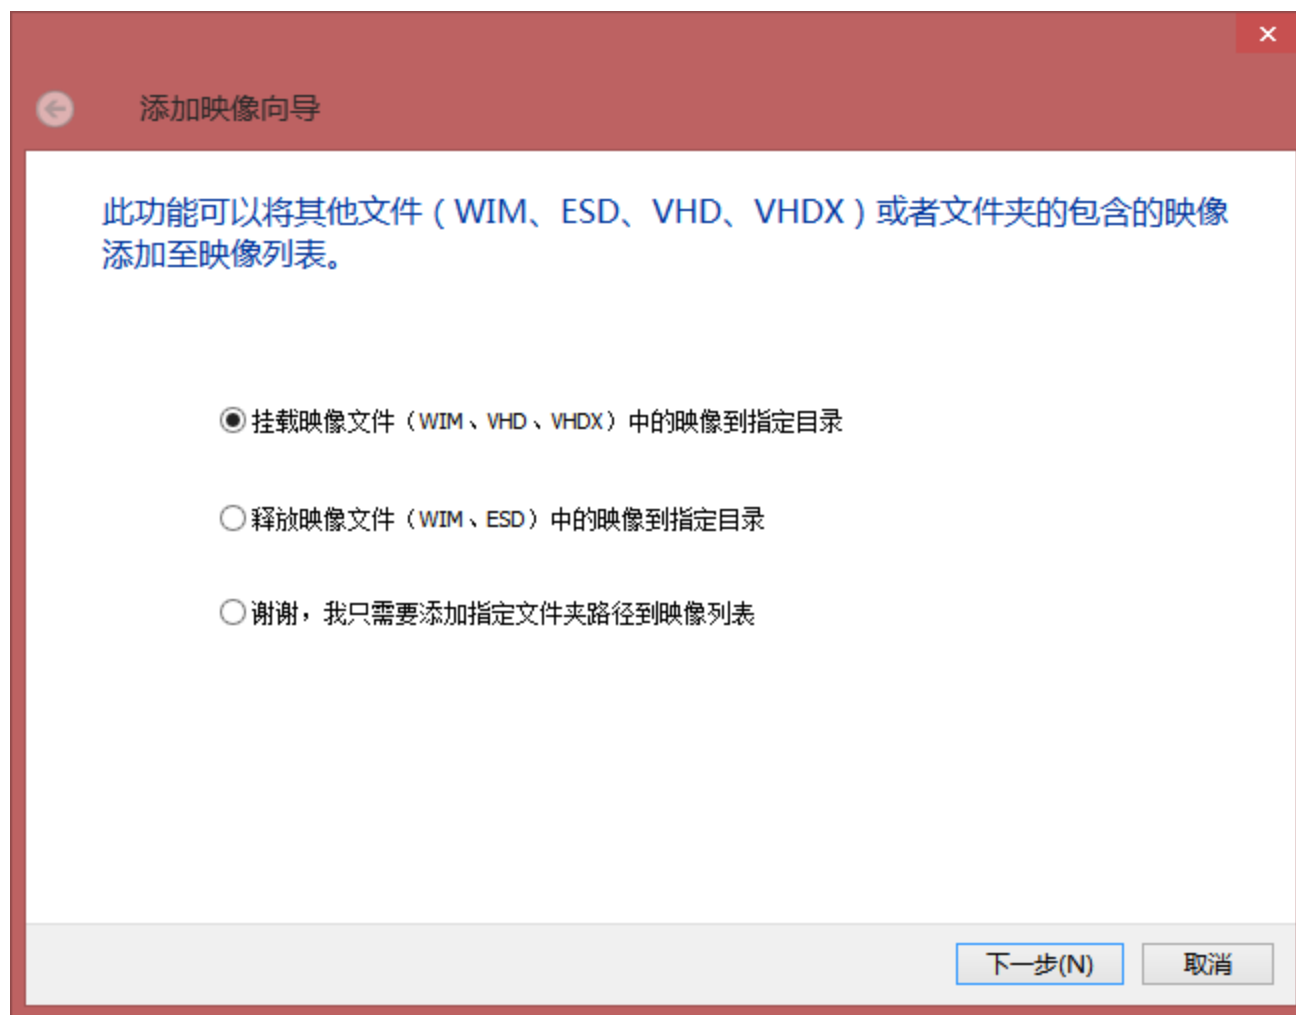 添加映像向导
此功能可以将其他文件（WIM、ESD、VHD、VHDX）或者文件夹的包含的映像
添加至映像列表。
挂载映像文件（WIM、VHD、VHDX）中的映像到指定目录
释放映像文件（WIM、ESD）中的映像到指定目录
谢谢，我只需要添加指定文件夹路径到映像列表
下一步(N)
取消